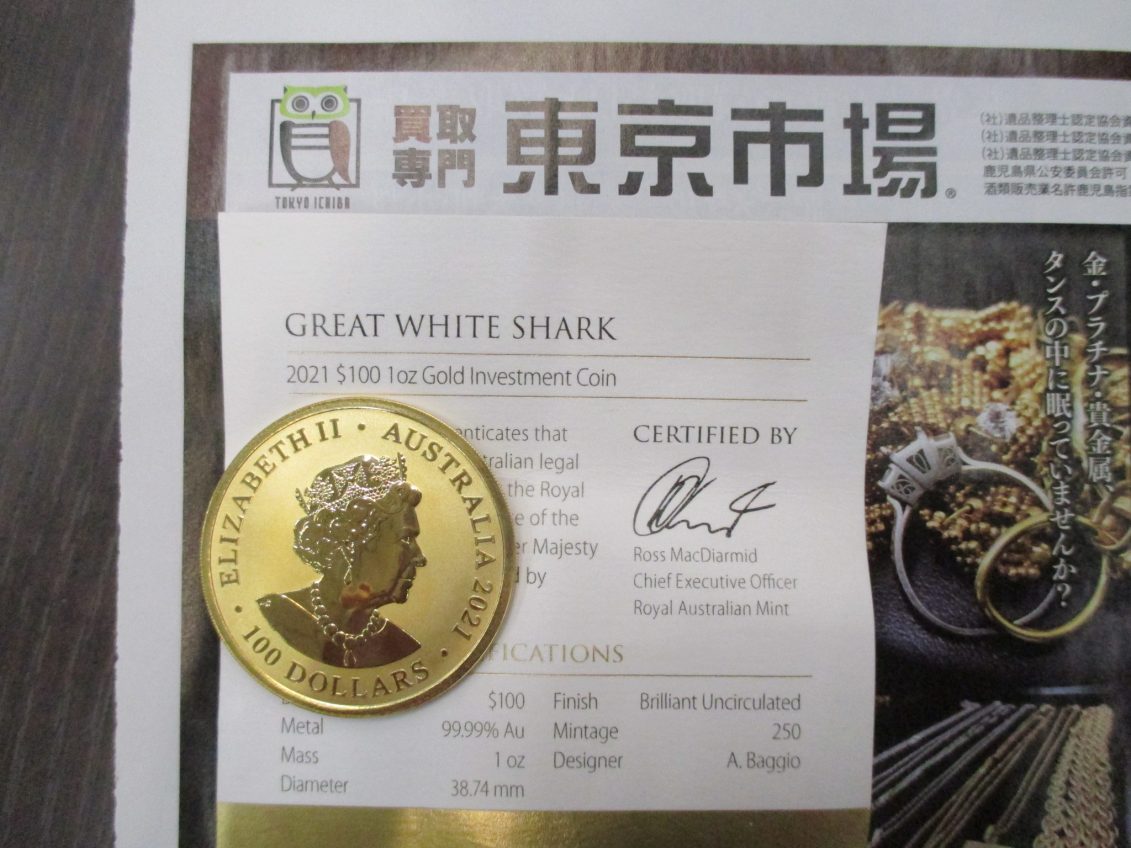 TOKYO ICHIBA
買取
専門
東京市場®
(社)遺品整理士認定協会
(社)遺品整理士認定協会
(社)遺品整理士認定協会
鹿児島県公安委員会許可
酒類販売業名許鹿児島指
金・プラチナ・貴金属、
タンスの中に眠っていませんか?
GREAT WHITE SHARK
2021 $100 1oz Gold Investment Coin
enticates that
tralian legal
the Royal
e of the
er Majesty
by
CERTIFIED BY
Ross MacDiarmid
Chief Executive Officer
Royal Australian Mint
FICATIONS
$100
Metal 99.99% Au
Mass 1 oz
Diameter 38.74 mm
Finish Brilliant Uncirculated
Mintage 250
Designer A. Baggio
ELIZABETH II • AUSTRALIA 2021 •
100 DOLLARS •